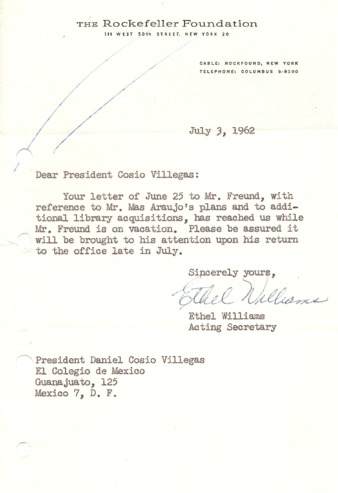 THE Rockefeller Foundation
111 WEST 50th STREET, NEW YORK 20
CABLE: ROCKFOUND, NEW YORK
TELEPHONE: COLUMBUS 5-8100
July 3, 1962
Dear President Cosio Villegas:
Your letter of June 25 to Mr. Freund, with
reference to Mr. Mas Araujo's plans and to addi-
tional library acquisitions, has reached us while
Mr. Freund is on vacation. Please be assured it
will be brought to his attention upon his return
to the office late in July.
Sincerely yours,
Ethel Williams
Ethel Williams
Acting Secretary
President Daniel Cosio Villegas
El Colegio de Mexico
Guanajuato, 125
Mexico 7, D. F.